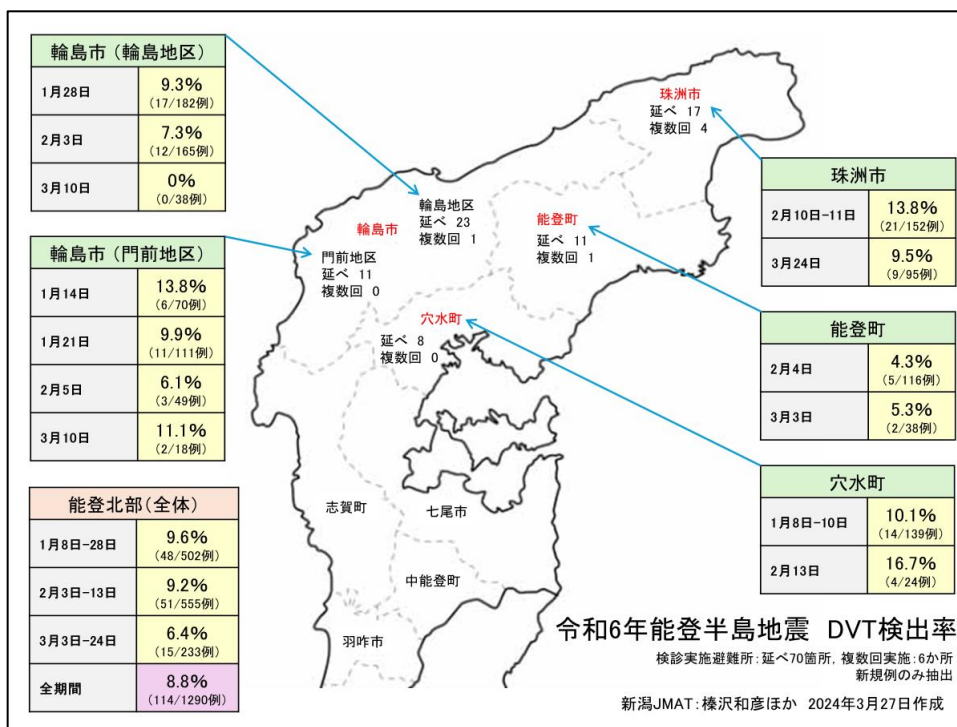 輪島市（輪島地区）
1月28日 9.3%
(17/182例)
2月3日 7.3%
(12/165例)
3月10日 0%
(0/38例)
輪島市（門前地区）
1月14日 13.8%
(6/70例)
1月21日 9.9%
(11/111例)
2月5日 6.1%
(3/49例)
3月10日 11.1%
(2/18例)
能登北部(全体)
1月8日-28日 9.6%
(48/502例)
2月3日-13日 9.2%
(51/555例)
3月3日-24日 6.4%
(15/233例)
全期間 8.8%
(114/1290例)
珠洲市
延べ 17
複数回 4
輪島市
輪島地区
延べ 23
複数回 1
門前地区
延べ 11
複数回 0
能登町
延べ 11
複数回 1
穴水町
延べ 8
複数回 0
志賀町
七尾市
中能登町
羽咋市
珠洲市
2月10日-11日 13.8%
(21/152例)
3月24日 9.5%
(9/95例)
能登町
2月4日 4.3%
(5/116例)
3月3日 5.3%
(2/38例)
穴水町
1月8日-10日 10.1%
(14/139例)
2月13日 16.7%
(4/24例)
令和6年能登半島地震 DVT検出率
検診実施避難所：延べ70箇所，複数回実施：6か所
新規例のみ抽出
新潟JMAT：榛沢和彦ほか 2024年3月27日作成